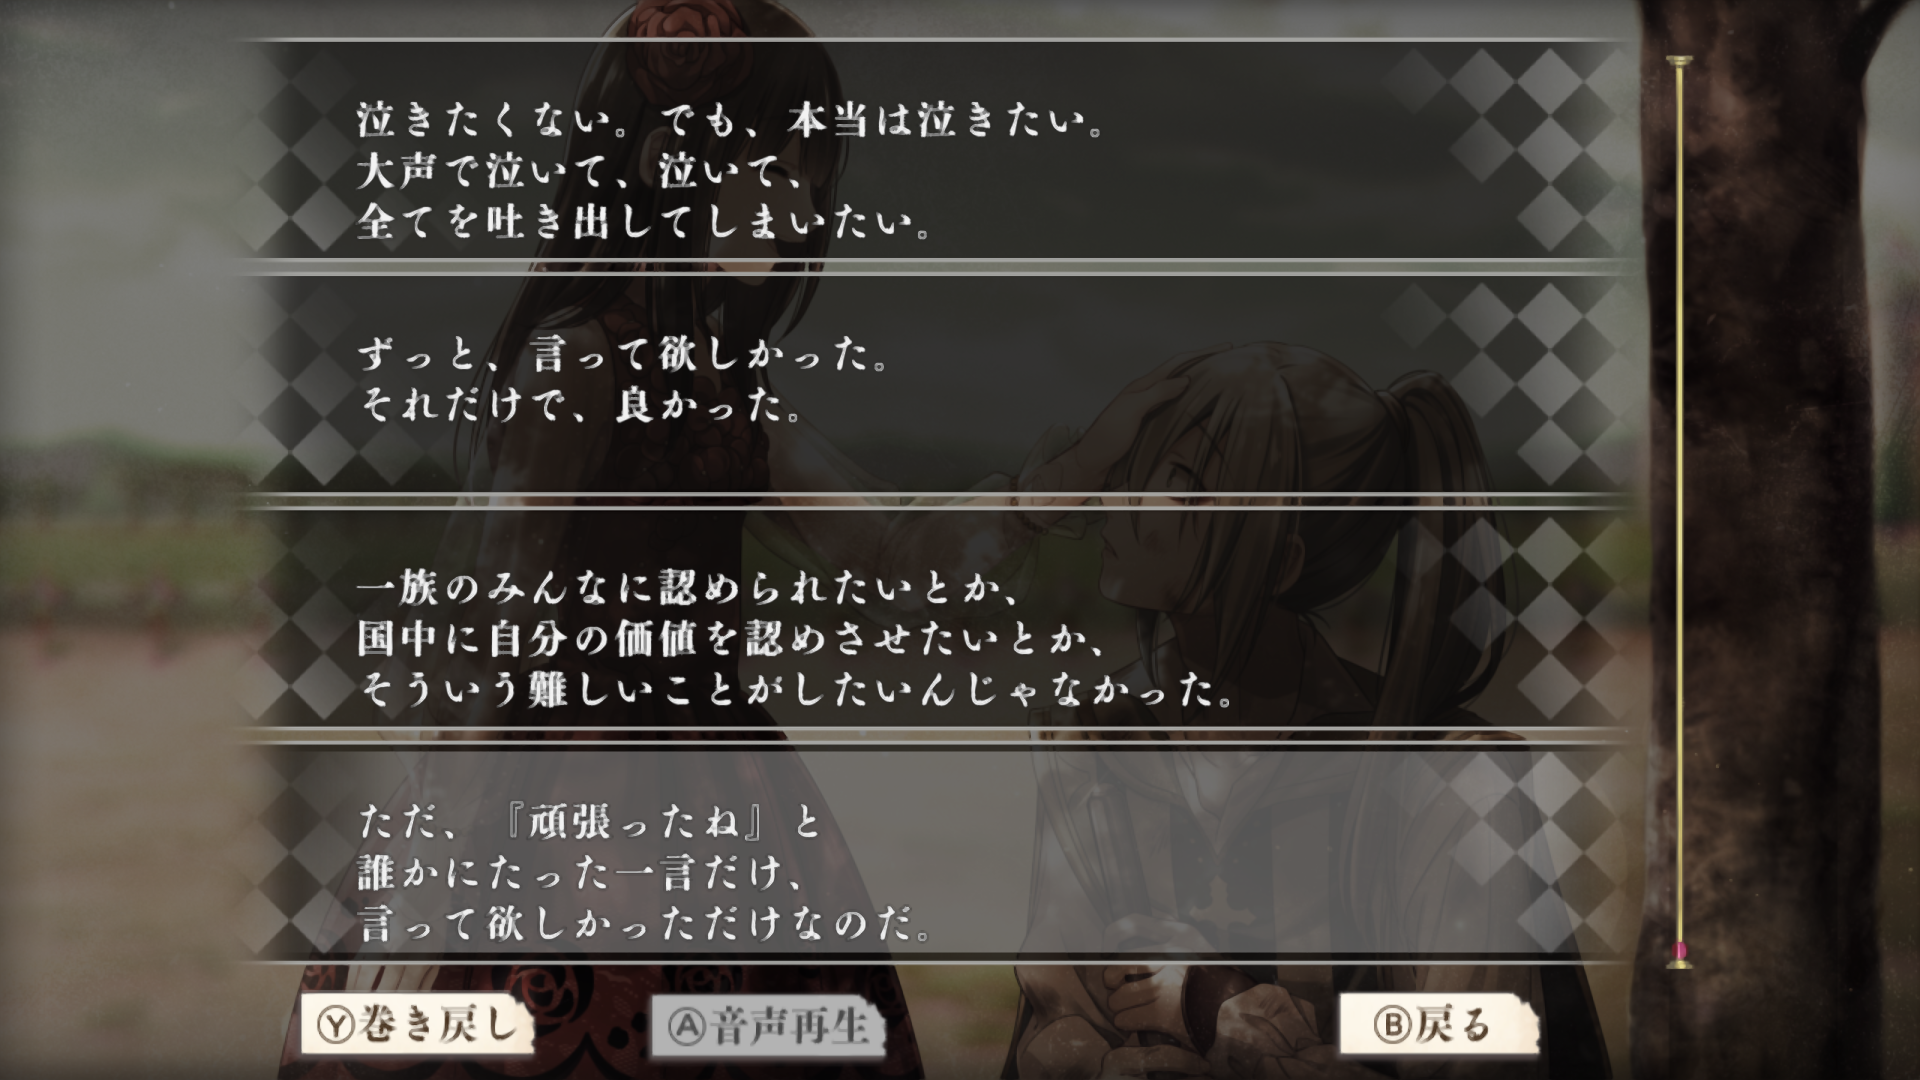 泣きたくない。でも、本当は泣きたい。
大声で泣いて、泣いて、
全てを吐き出してしまいたい。
ずっと、言って欲しかった。
それだけで、良かった。
一族のみんなに認められたいとか、
国中に自分の価値を認めさせたいとか、
そういう難しいことがしたいんじゃなかった。
ただ、『頑張ったね』と
誰かにたった一言だけ、
言って欲しかっただけなのだ。
Ⓨ巻き戻し
Ⓐ音声再生
Ⓑ戻る